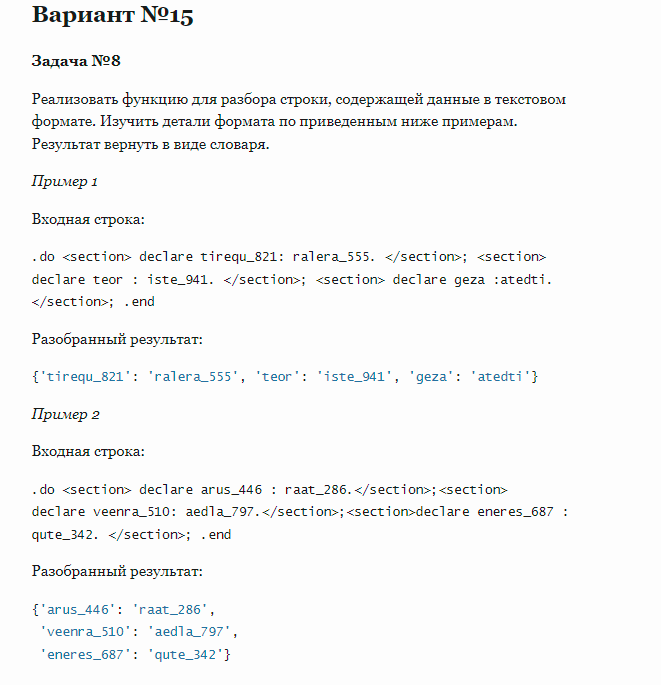 Вариант №15
Задача №8
Реализовать функцию для разбора строки, содержащей данные в текстовом
формате. Изучить детали формата по приведенным ниже примерам.
Результат вернуть в виде словаря.
Пример 1
Входная строка:
.do <section> declare tirequ_821: ralera_555. </section>; <section>
declare teor : iste_941. </section>; <section> declare geza :atedti.
</section>; .end
Разобранный результат:
{'tirequ_821': 'ralera_555', 'teor': 'iste_941', 'geza': 'atedti'}
Пример 2
Входная строка:
.do <section> declare arus_446 : raat_286.</section>;<section>
declare veenra_510: aedla_797.</section>;<section>declare eneres_687 :
qute_342. </section>; .end
Разобранный результат:
{'arus_446': 'raat_286',
'veenra_510': 'aedla_797',
'eneres_687': 'qute_342'}